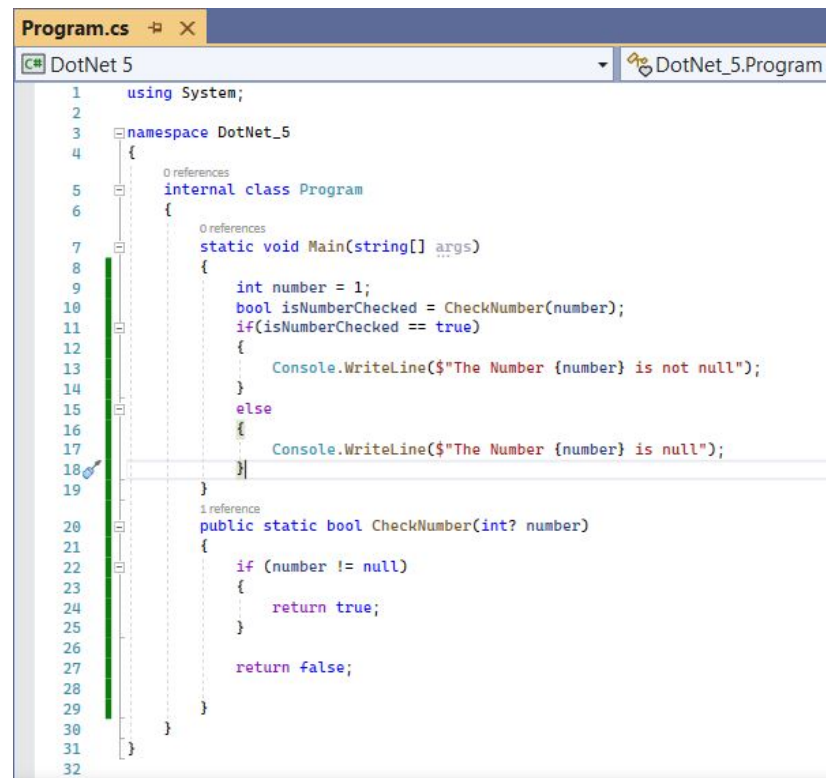 Program.cs
C# DotNet 5 DotNet_5.Program
1 using System;
2
3 namespace DotNet_5
4 {
0 references
5 internal class Program
6 {
0 references
7 static void Main(string[] args)
8 {
9 int number = 1;
10 bool isNumberChecked = CheckNumber(number);
11 if(isNumberChecked == true)
12 {
13 Console.WriteLine($"The Number {number} is not null");
14 }
15 else
16 {
17 Console.WriteLine($"The Number {number} is null");
18 }
19 }
1 reference
20 public static bool CheckNumber(int? number)
21 {
22 if (number != null)
23 {
24 return true;
25 }
26
27 return false;
28
29 }
30 }
31 }
32